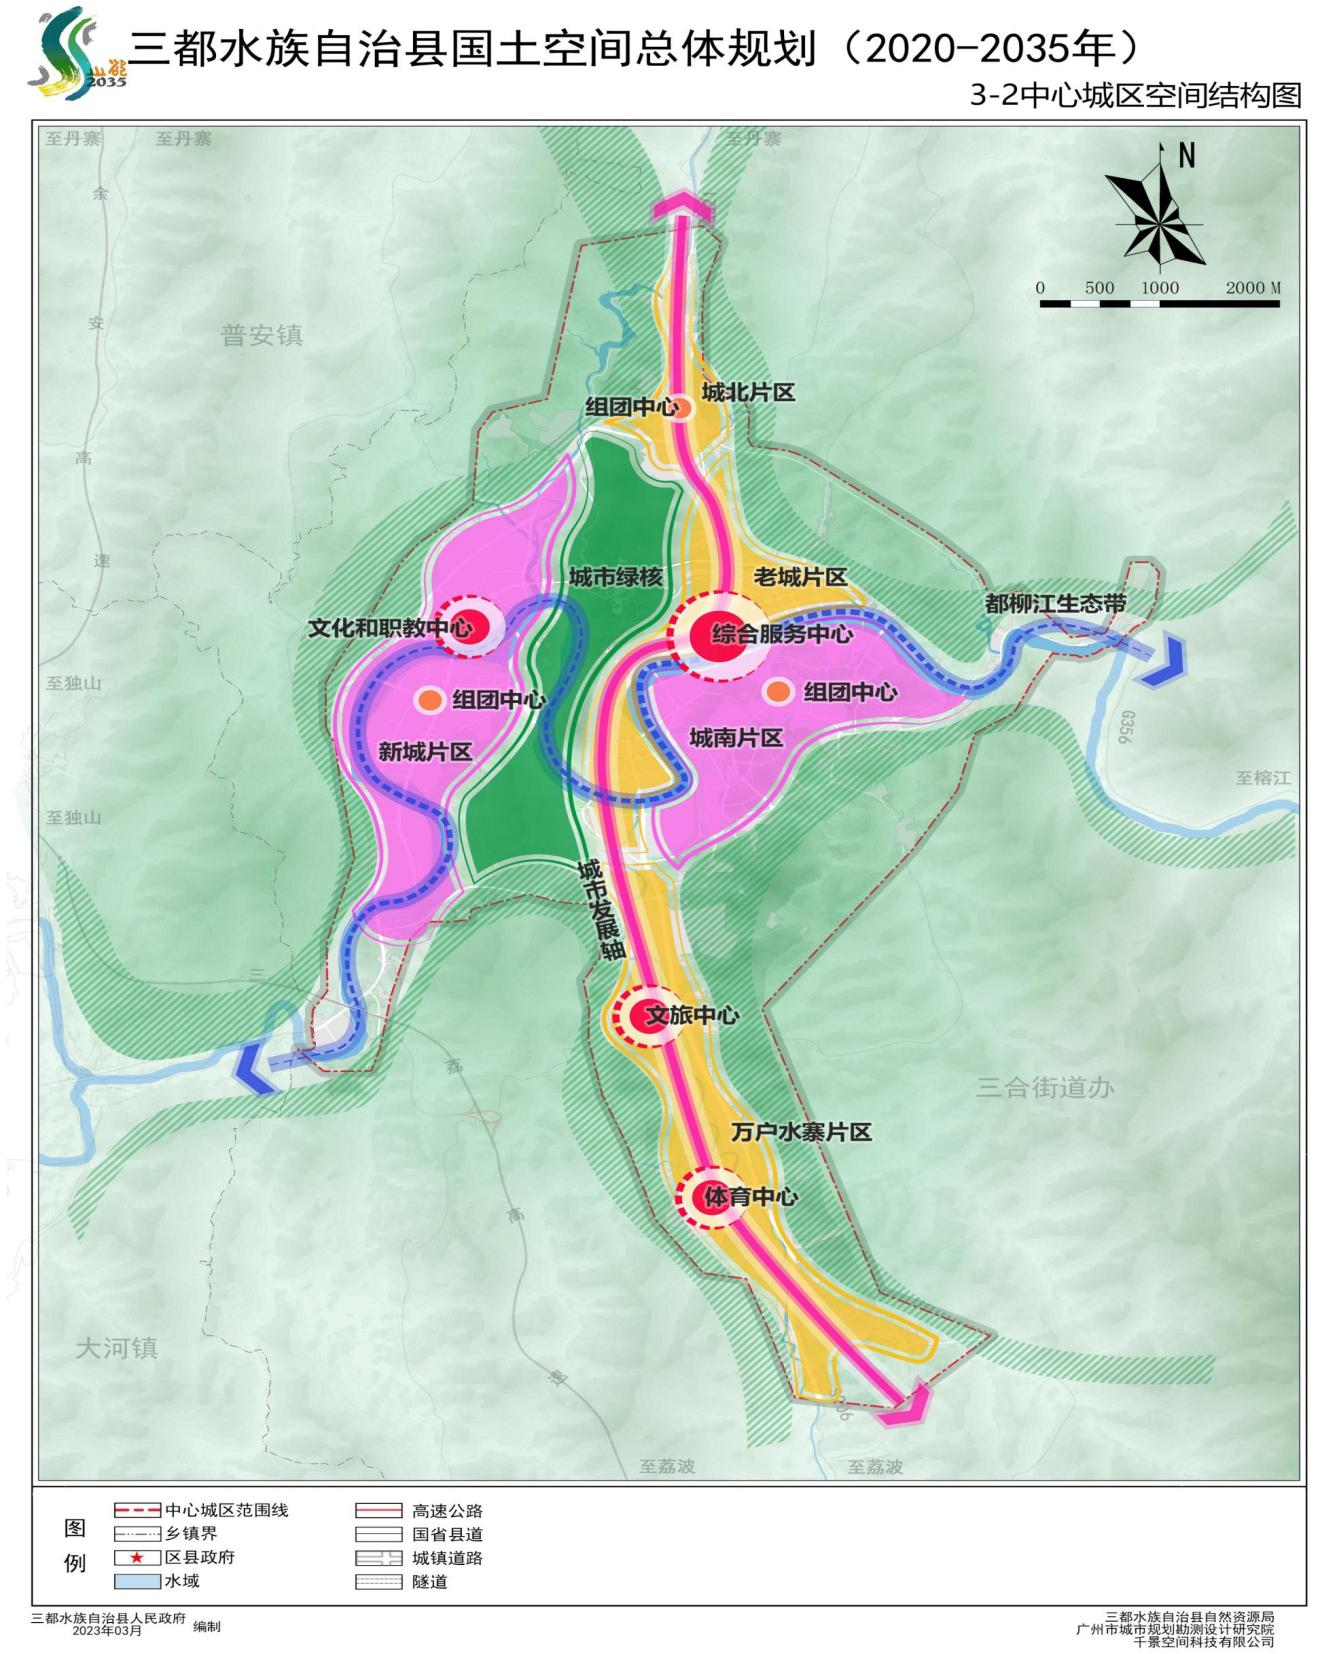 山能
2035
三都水族自治县国土空间总体规划（2020-2035年）
3-2中心城区空间结构图
至丹寨
至丹寨
至丹寨
N
余
安
高
速
0 500 1000 2000 M
普安镇
组团中心
城北片区
城市绿核
老城片区
都柳江生态带
文化和职教中心
综合服务中心
至独山
组团中心
组团中心
G356
新城片区
城南片区
至榕江
至独山
城市发展轴
三
荔
高
速
文旅中心
三合街道办
万户水寨片区
体育中心
大河镇
至荔波
至荔波
图例
中心城区范围线
乡镇界
区县政府
水域
高速公路
国省县道
城镇道路
隧道
三都水族自治县人民政府
2023年03月
编制
三都水族自治县自然资源局
广州市城市规划勘测设计研究院
千景空间科技有限公司